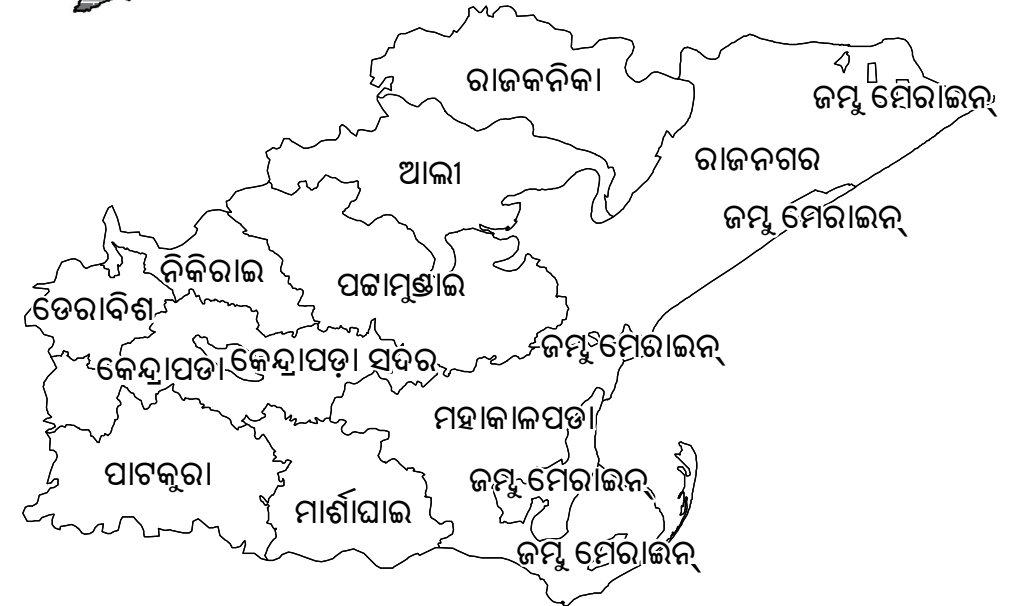 ରାଜକନିକା
ଜମ୍ଭୁ ମେରାଇନ୍
ରାଜନଗର
ଆଳୀ
ଜମ୍ଭୁ ମେରାଇନ୍
ନିକିରାଇ
ପଟ୍ଟାମୁଣ୍ଡାଇ
ଡେରାବିଶ
ଜମ୍ଭୁ ମେରାଇନ୍
କେନ୍ଦ୍ରାପଡା କେନ୍ଦ୍ରାପଡ଼ା ସଦର
ମହାକାଳପଡା
ପାଟକୁରା
ଜମ୍ଭୁ ମେରାଇନ୍
ମାର୍ଶାଘାଇ
ଜମ୍ଭୁ ମେରାଇନ୍